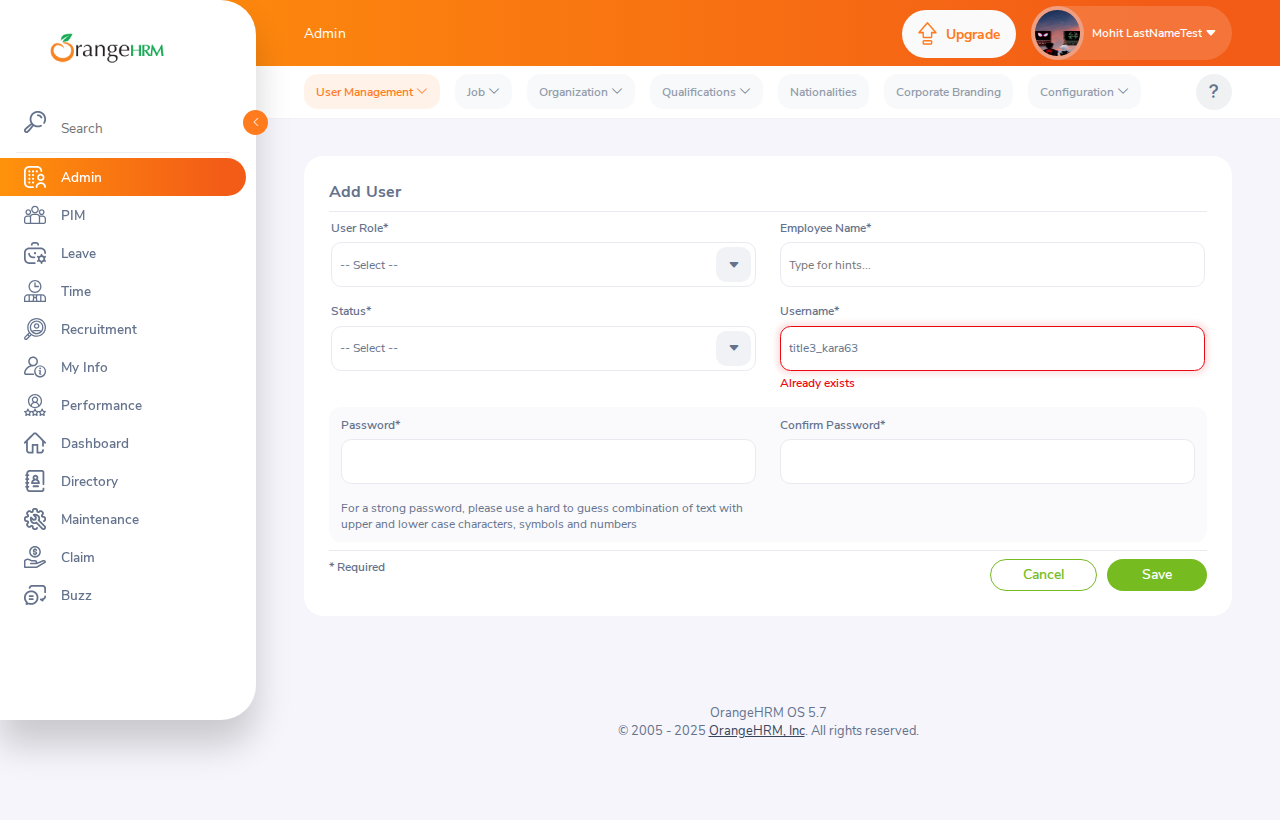 OrangeHRM
Admin
Upgrade
Mohit LastNameTest
User Management
Job
Organization
Qualifications
Nationalities
Corporate Branding
Configuration
?
Search
Admin
PIM
Leave
Time
Recruitment
My Info
Performance
Dashboard
Directory
Maintenance
Claim
Buzz
Add User
User Role*
-- Select --
Employee Name*
Type for hints...
Status*
-- Select --
Username*
title3_kara63
Already exists
Password*
Confirm Password*
For a strong password, please use a hard to guess combination of text with
upper and lower case characters, symbols and numbers
* Required
Cancel
Save
OrangeHRM OS 5.7
© 2005 - 2025 OrangeHRM, Inc. All rights reserved.